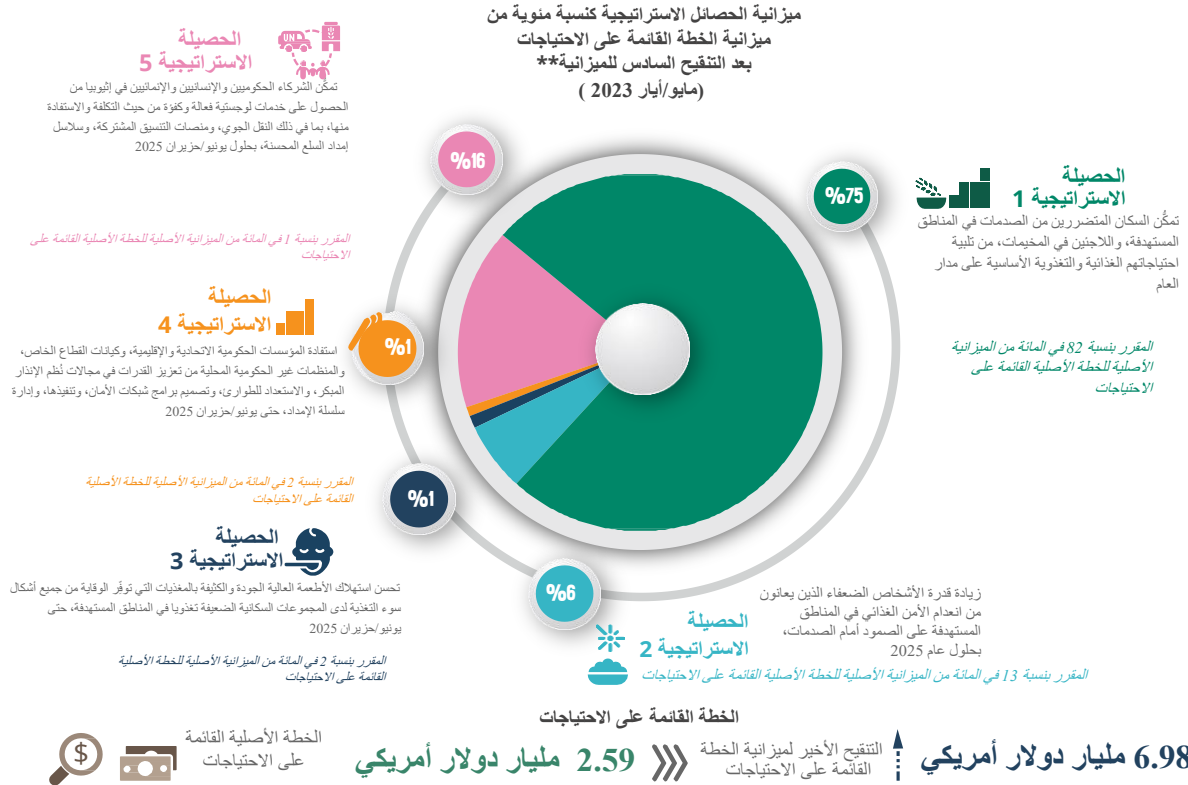 ميزانية الحصائل الاستراتيجية كنسبة مئوية من
ميزانية الخطة القائمة على الاحتياجات
بعد التنقيح السادس للميزانية**
(مايو/أيار 2023 )
%75
الحصيلة
الاستراتيجية 1
تمكُّن السكان المتضررين من الصدمات في المناطق
المستهدفة، واللاجئين في المخيمات، من تلبية
احتياجاتهم الغذائية والتغذوية الأساسية على مدار
العام
المقرر بنسبة 82 في المائة من الميزانية
الأصلية للخطة الأصلية القائمة على
الاحتياجات
%6
الحصيلة
الاستراتيجية 2
زيادة قدرة الأشخاص الضعفاء الذين يعانون
من انعدام الأمن الغذائي في المناطق
المستهدفة على الصمود أمام الصدمات،
بحلول عام 2025
المقرر بنسبة 13 في المائة من الميزانية الأصلية للخطة الأصلية القائمة على الاحتياجات
%1
الحصيلة
الاستراتيجية 3
تحسن استهلاك الأطعمة العالية الجودة والكثيفة بالمغذيات التي توفّر الوقاية من جميع أشكال
سوء التغذية لدى المجموعات السكانية الضعيفة تغذويا في المناطق المستهدفة، حتى
يونيو/حزيران 2025
المقرر بنسبة 2 في المائة من الميزانية الأصلية للخطة الأصلية
القائمة على الاحتياجات
%1
الحصيلة
الاستراتيجية 4
استفادة المؤسسات الحكومية الاتحادية والإقليمية، وكيانات القطاع الخاص،
والمنظمات غير الحكومية المحلية من تعزيز القدرات في مجالات نُظم الإنذار
المبكر، والاستعداد للطوارئ، وتصميم برامج شبكات الأمان، وتنفيذها، وإدارة
سلسلة الإمداد، حتى يونيو/حزيران 2025
المقرر بنسبة 2 في المائة من الميزانية الأصلية للخطة الأصلية
القائمة على الاحتياجات
%16
UN
الحصيلة
الاستراتيجية 5
تمكّن الشركاء الحكوميين والإنسانيين والإنمائيين في إثيوبيا من
الحصول على خدمات لوجستية فعالة وكفؤة من حيث التكلفة والاستفادة
منها، بما في ذلك النقل الجوي، ومنصات التنسيق المشتركة، وسلاسل
إمداد السلع المحسنة، بحلول يونيو/حزيران 2025
المقرر بنسبة 1 في المائة من الميزانية الأصلية للخطة الأصلية القائمة على
الاحتياجات
الخطة القائمة على الاحتياجات
6.98 مليار دولار أمريكي
التنقيح الأخير لميزانية الخطة
القائمة على الاحتياجات
2.59 مليار دولار أمريكي
الخطة الأصلية القائمة
على الاحتياجات
$